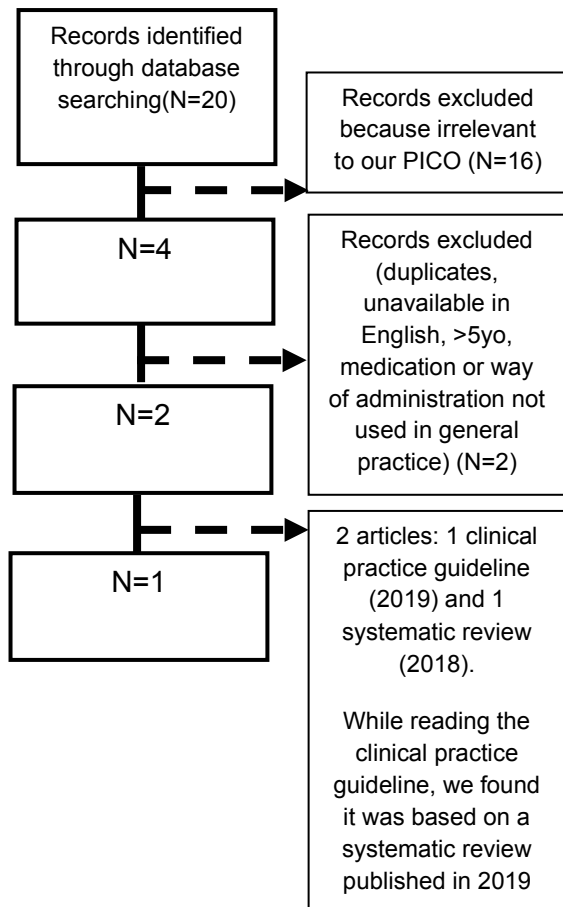 Records identified
through database
searching(N=20)
Records excluded
because irrelevant
to our PICO (N=16)
N=4
Records excluded
(duplicates,
unavailable in
English, >5yo,
medication or way
of administration not
used in general
practice) (N=2)
N=2
2 articles: 1 clinical
practice guideline
(2019) and 1
systematic review
(2018).
While reading the
clinical practice
guideline, we found
it was based on a
systematic review
published in 2019
N=1